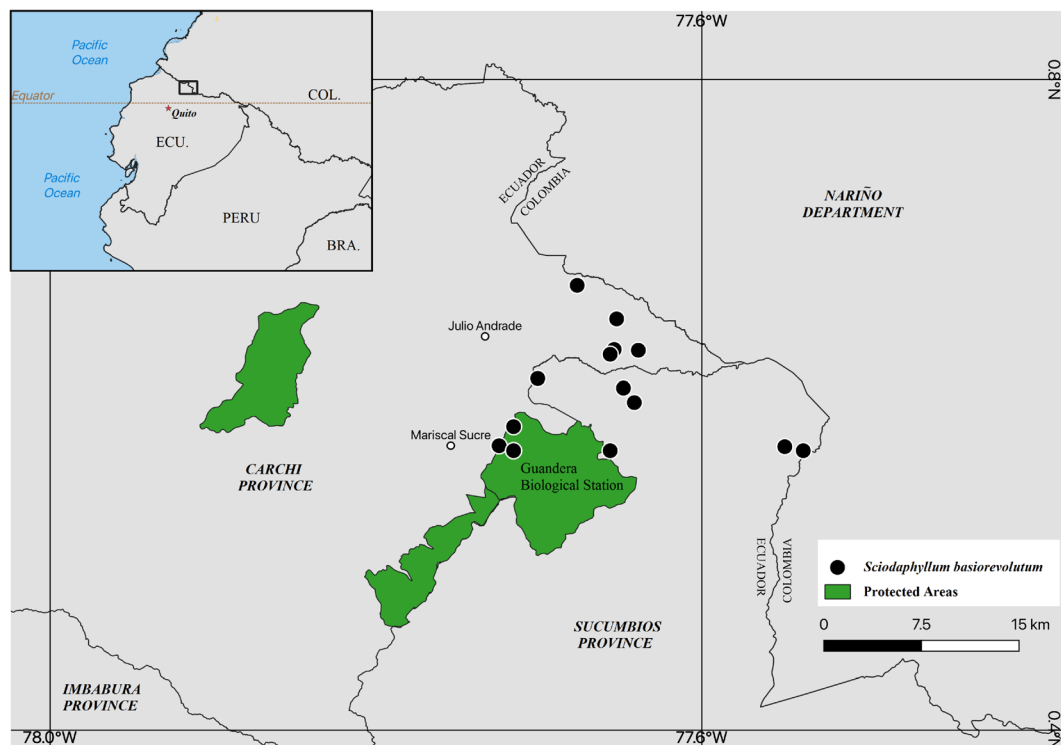 77.6°W
Pacific
Ocean
Equator
COL.
Quito
ECU.
Pacific
Ocean
PERU
BRA.
0.8°N
ECUADOR
COLOMBIA
NARIÑO
DEPARTMENT
Julio Andrade
Mariscal Sucre
CARCHI
PROVINCE
Guandera
Biological Station
ECUADOR
COLOMBIA
Sciodaphyllum basiorevolutum
Protected Areas
0 7.5 15 km
SUCUMBIOS
PROVINCE
IMBABURA
PROVINCE
78.0°W
77.6°W
0.4°N